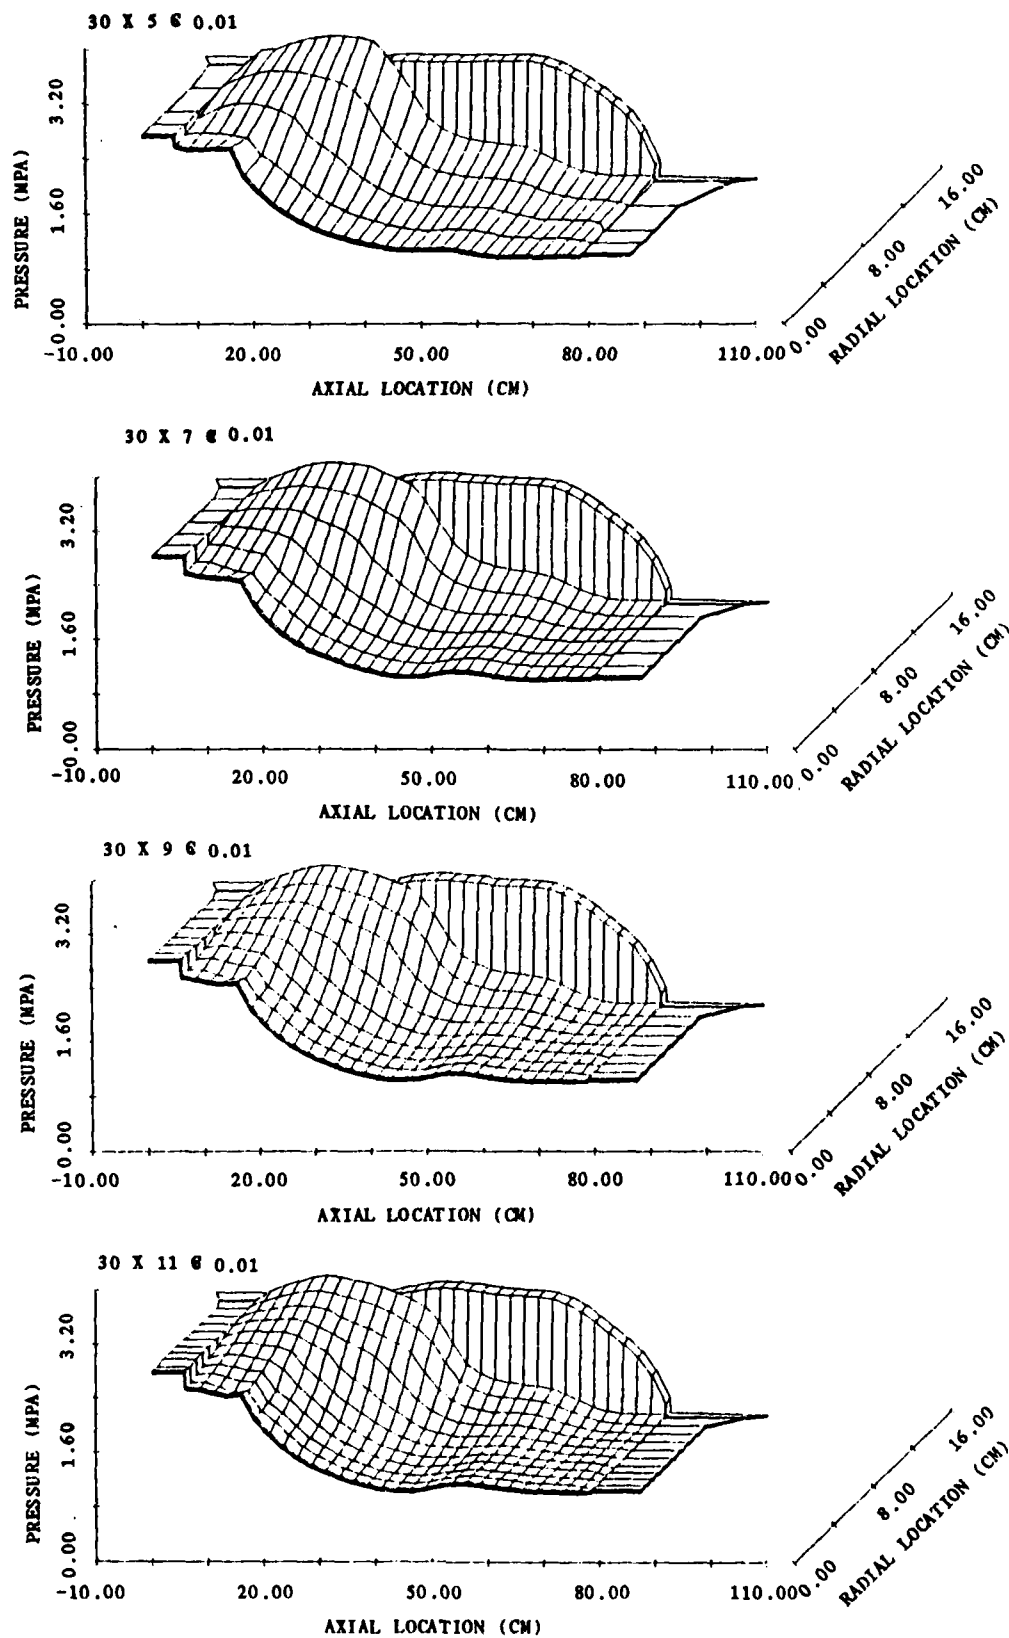 30 X 5 @ 0.01
3.20
1.60
0.00
PRESSURE (MPA)
-10.00 20.00 50.00 80.00 110.00
AXIAL LOCATION (CM)
0.00 8.00 16.00
RADIAL LOCATION (CM)
30 X 7 @ 0.01
3.20
1.60
0.00
PRESSURE (MPA)
-10.00 20.00 50.00 80.00 110.00
AXIAL LOCATION (CM)
0.00 8.00 16.00
RADIAL LOCATION (CM)
30 X 9 @ 0.01
3.20
1.60
0.00
PRESSURE (MPA)
-10.00 20.00 50.00 80.00 110.00
AXIAL LOCATION (CM)
0.00 8.00 16.00
RADIAL LOCATION (CM)
30 X 11 @ 0.01
3.20
1.60
0.00
PRESSURE (MPA)
-10.00 20.00 50.00 80.00 110.00
AXIAL LOCATION (CM)
0.00 8.00 16.00
RADIAL LOCATION (CM)